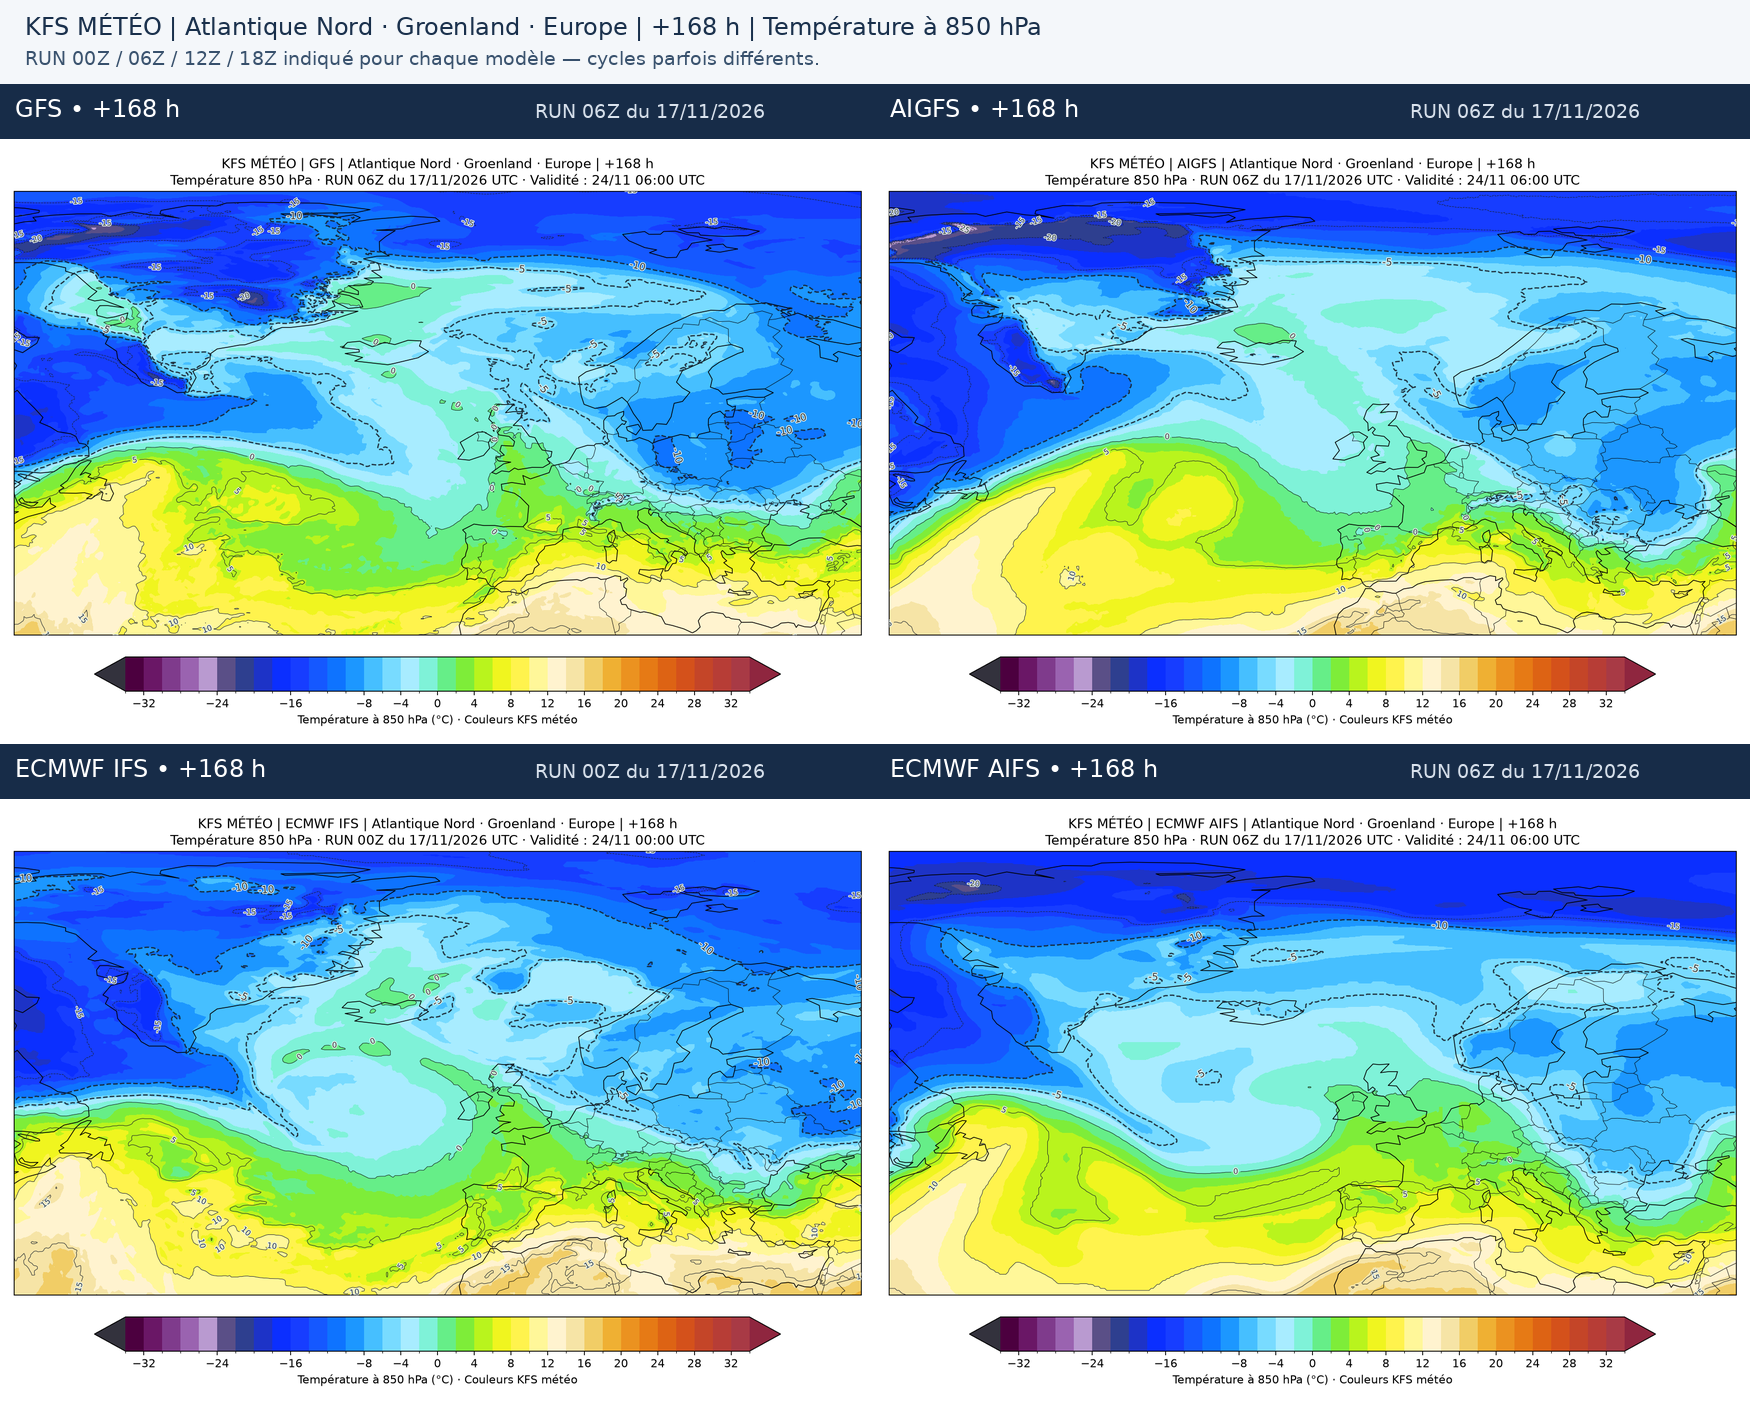 KFS MÉTÉO | Atlantique Nord · Groenland · Europe | +168 h | Température à 850 hPa
RUN 00Z / 06Z / 12Z / 18Z indiqué pour chaque modèle — cycles parfois différents.
GFS • +168 h
RUN 06Z du 17/11/2026
AIGFS • +168 h
RUN 06Z du 17/11/2026
KFS MÉTÉO | GFS | Atlantique Nord · Groenland · Europe | +168 h
Température 850 hPa · RUN 06Z du 17/11/2026 UTC · Validité : 24/11 06:00 UTC
KFS MÉTÉO | AIGFS | Atlantique Nord · Groenland · Europe | +168 h
Température 850 hPa · RUN 06Z du 17/11/2026 UTC · Validité : 24/11 06:00 UTC
−32 −24 −16 −8 −4 0 4 8 12 16 20 24 28 32
Température à 850 hPa (°C) · Couleurs KFS météo
−32 −24 −16 −8 −4 0 4 8 12 16 20 24 28 32
Température à 850 hPa (°C) · Couleurs KFS météo
ECMWF IFS • +168 h
RUN 00Z du 17/11/2026
ECMWF AIFS • +168 h
RUN 06Z du 17/11/2026
KFS MÉTÉO | ECMWF IFS | Atlantique Nord · Groenland · Europe | +168 h
Température 850 hPa · RUN 00Z du 17/11/2026 UTC · Validité : 24/11 00:00 UTC
KFS MÉTÉO | ECMWF AIFS | Atlantique Nord · Groenland · Europe | +168 h
Température 850 hPa · RUN 06Z du 17/11/2026 UTC · Validité : 24/11 06:00 UTC
−32 −24 −16 −8 −4 0 4 8 12 16 20 24 28 32
Température à 850 hPa (°C) · Couleurs KFS météo
−32 −24 −16 −8 −4 0 4 8 12 16 20 24 28 32
Température à 850 hPa (°C) · Couleurs KFS météo